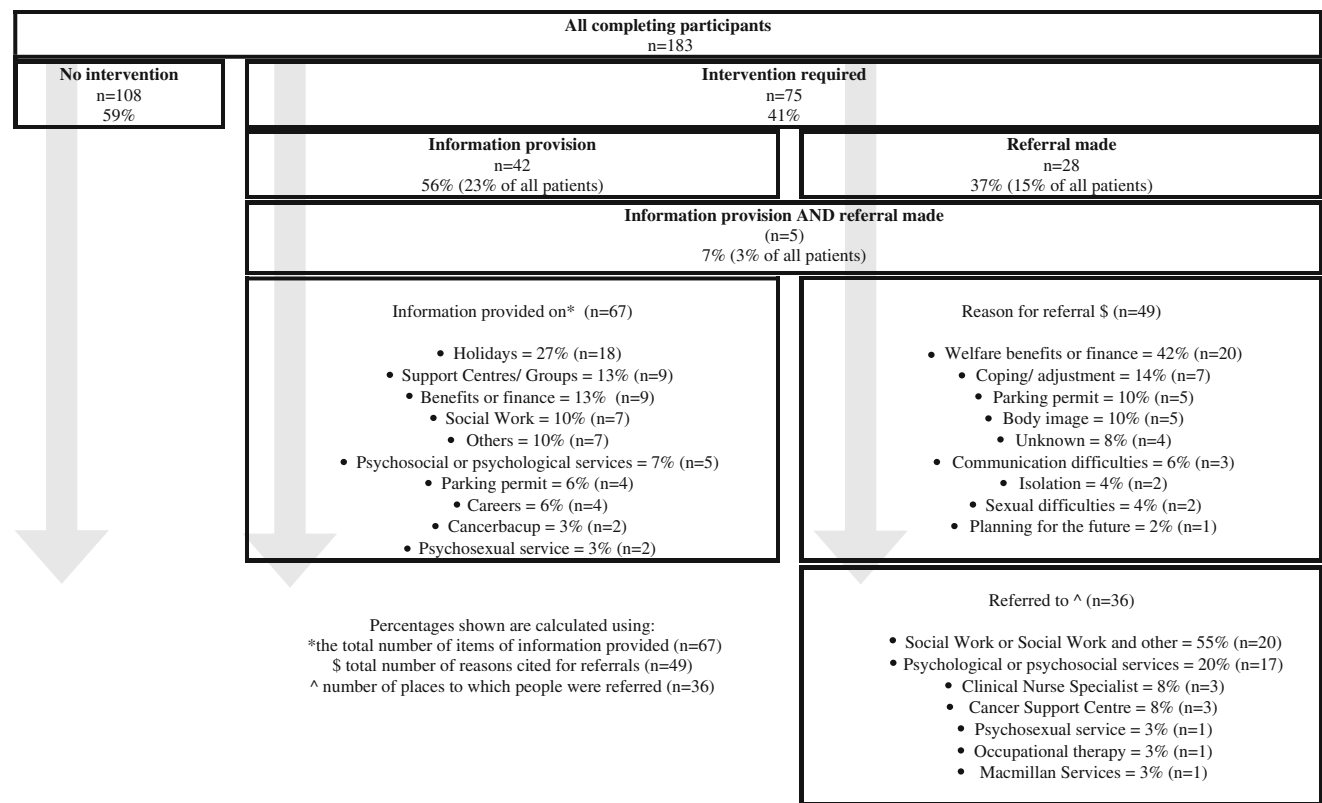 All completing participants
n=183
No intervention
n=108
59%
Intervention required
n=75
41%
Information provision
n=42
56% (23% of all patients)
Referral made
n=28
37% (15% of all patients)
Information provision AND referral made
(n=5)
7% (3% of all patients)
Information provided on* (n=67)
• Holidays = 27% (n=18)
• Support Centres/ Groups = 13% (n=9)
• Benefits or finance = 13% (n=9)
• Social Work = 10% (n=7)
• Others = 10% (n=7)
• Psychosocial or psychological services = 7% (n=5)
• Parking permit = 6% (n=4)
• Careers = 6% (n=4)
• Cancerbacup = 3% (n=2)
• Psychosexual service = 3% (n=2)
Reason for referral $ (n=49)
• Welfare benefits or finance = 42% (n=20)
• Coping/ adjustment = 14% (n=7)
• Parking permit = 10% (n=5)
• Body image = 10% (n=5)
• Unknown = 8% (n=4)
• Communication difficulties = 6% (n=3)
• Isolation = 4% (n=2)
• Sexual difficulties = 4% (n=2)
• Planning for the future = 2% (n=1)
Percentages shown are calculated using:
*the total number of items of information provided (n=67)
$ total number of reasons cited for referrals (n=49)
^ number of places to which people were referred (n=36)
Referred to ^ (n=36)
• Social Work or Social Work and other = 55% (n=20)
• Psychological or psychosocial services = 20% (n=17)
• Clinical Nurse Specialist = 8% (n=3)
• Cancer Support Centre = 8% (n=3)
• Psychosexual service = 3% (n=1)
• Occupational therapy = 3% (n=1)
• Macmillan Services = 3% (n=1)